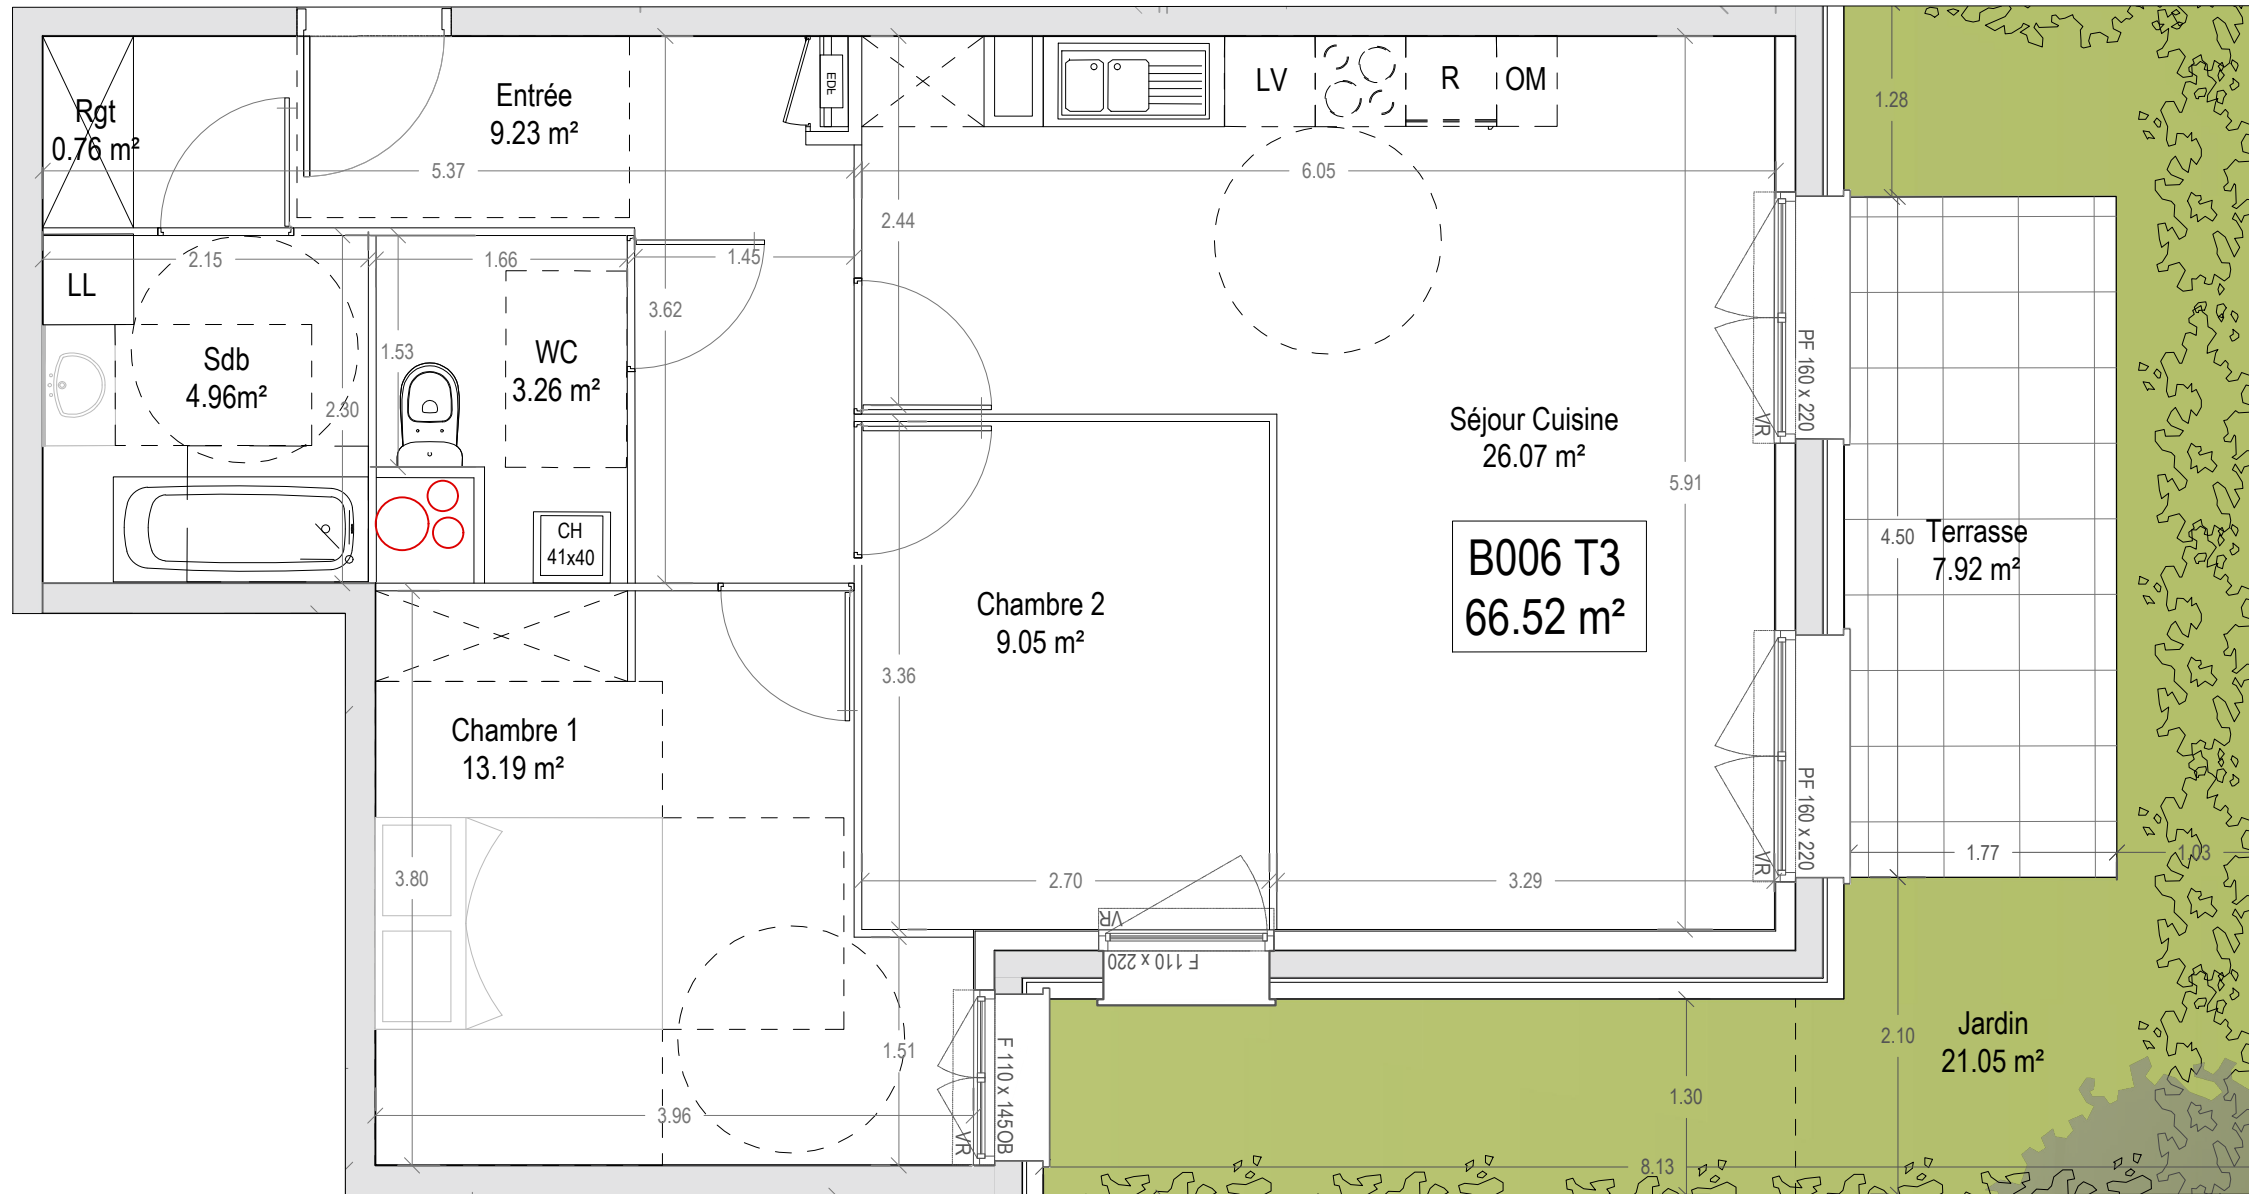 Rgt
0.76 m²
Entrée
9.23 m²
EDF
LV
R
OM
1.28
5.37
6.05
2.44
2.15
1.66
1.45
LL
3.62
1.53
Sdb
4.96m²
2.30
WC
3.26 m²
PF 160 x 220
VR
Séjour Cuisine
26.07 m²
5.91
CH
41x40
B006 T3
66.52 m²
4.50
Terrasse
7.92 m²
Chambre 2
9.05 m²
3.36
Chambre 1
13.19 m²
PF 160 x 220
VR
1.77
1.03
3.80
2.70
3.29
VR
F 110 x 220
Jardin
21.05 m²
2.10
1.51
F 110 x 145OB
VR
1.30
3.96
8.13